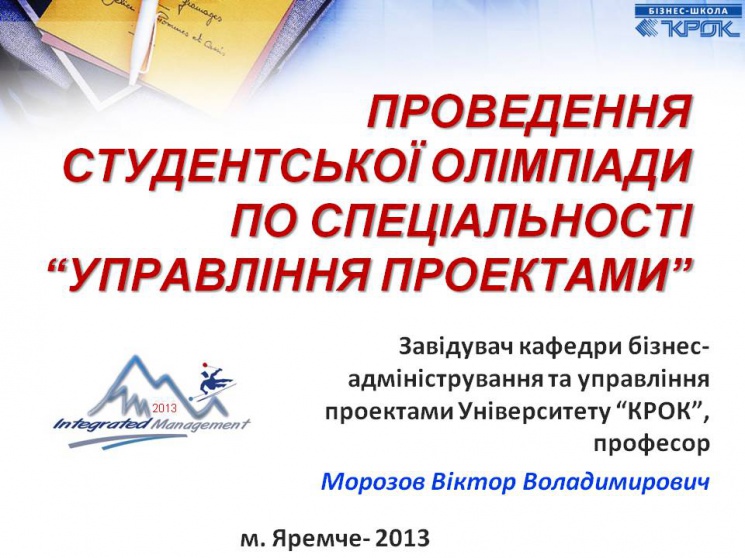 БІЗНЕС-ШКОЛА
КРОК
ПРОВЕДЕННЯ
СТУДЕНТСЬКОЇ ОЛІМПІАДИ
ПО СПЕЦІАЛЬНОСТІ
“УПРАВЛІННЯ ПРОЕКТАМИ”
Завідувач кафедри бізнес-
адміністрування та управління
проектами Університету “КРОК”,
професор
Морозов Віктор Воладимирович
2013
Integrated Management
м. Яремче- 2013